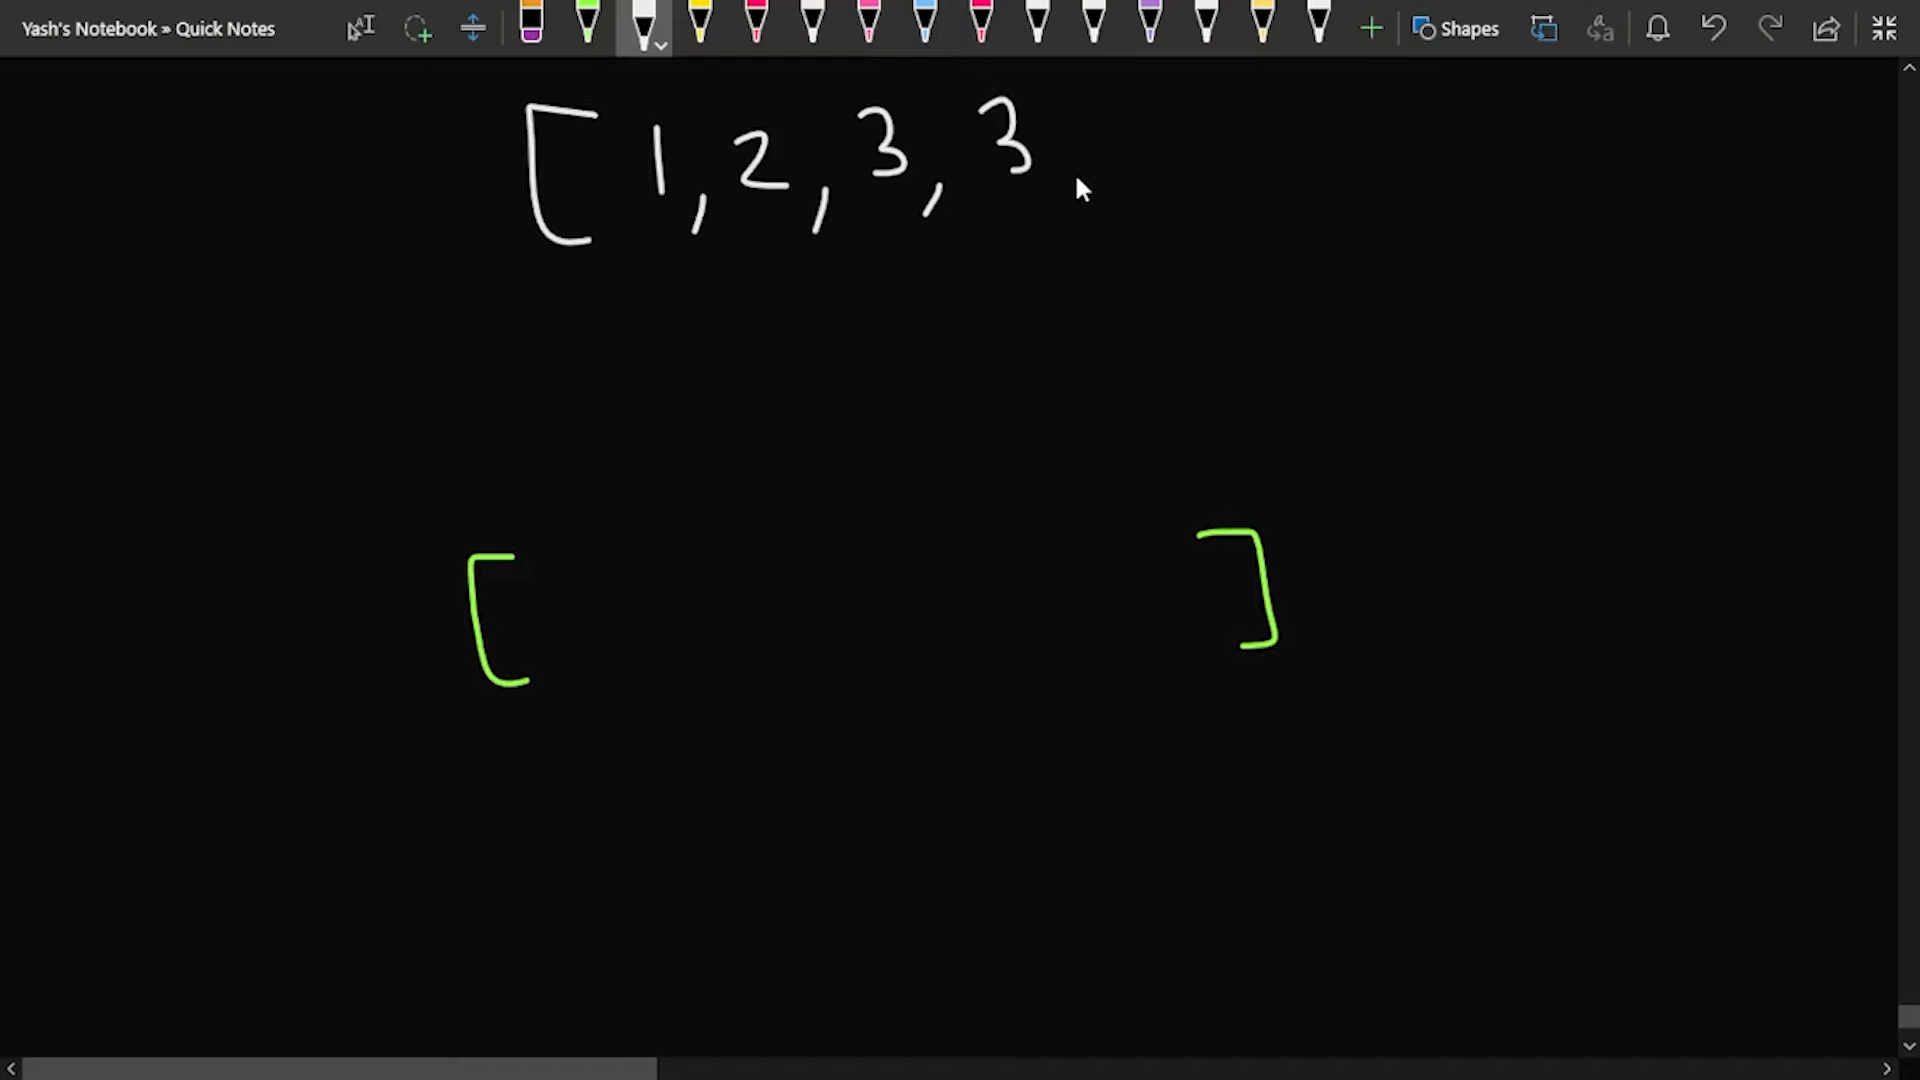 Yash's Notebook » Quick Notes
Shapes
[ 1, 2, 3, 3
[ ]